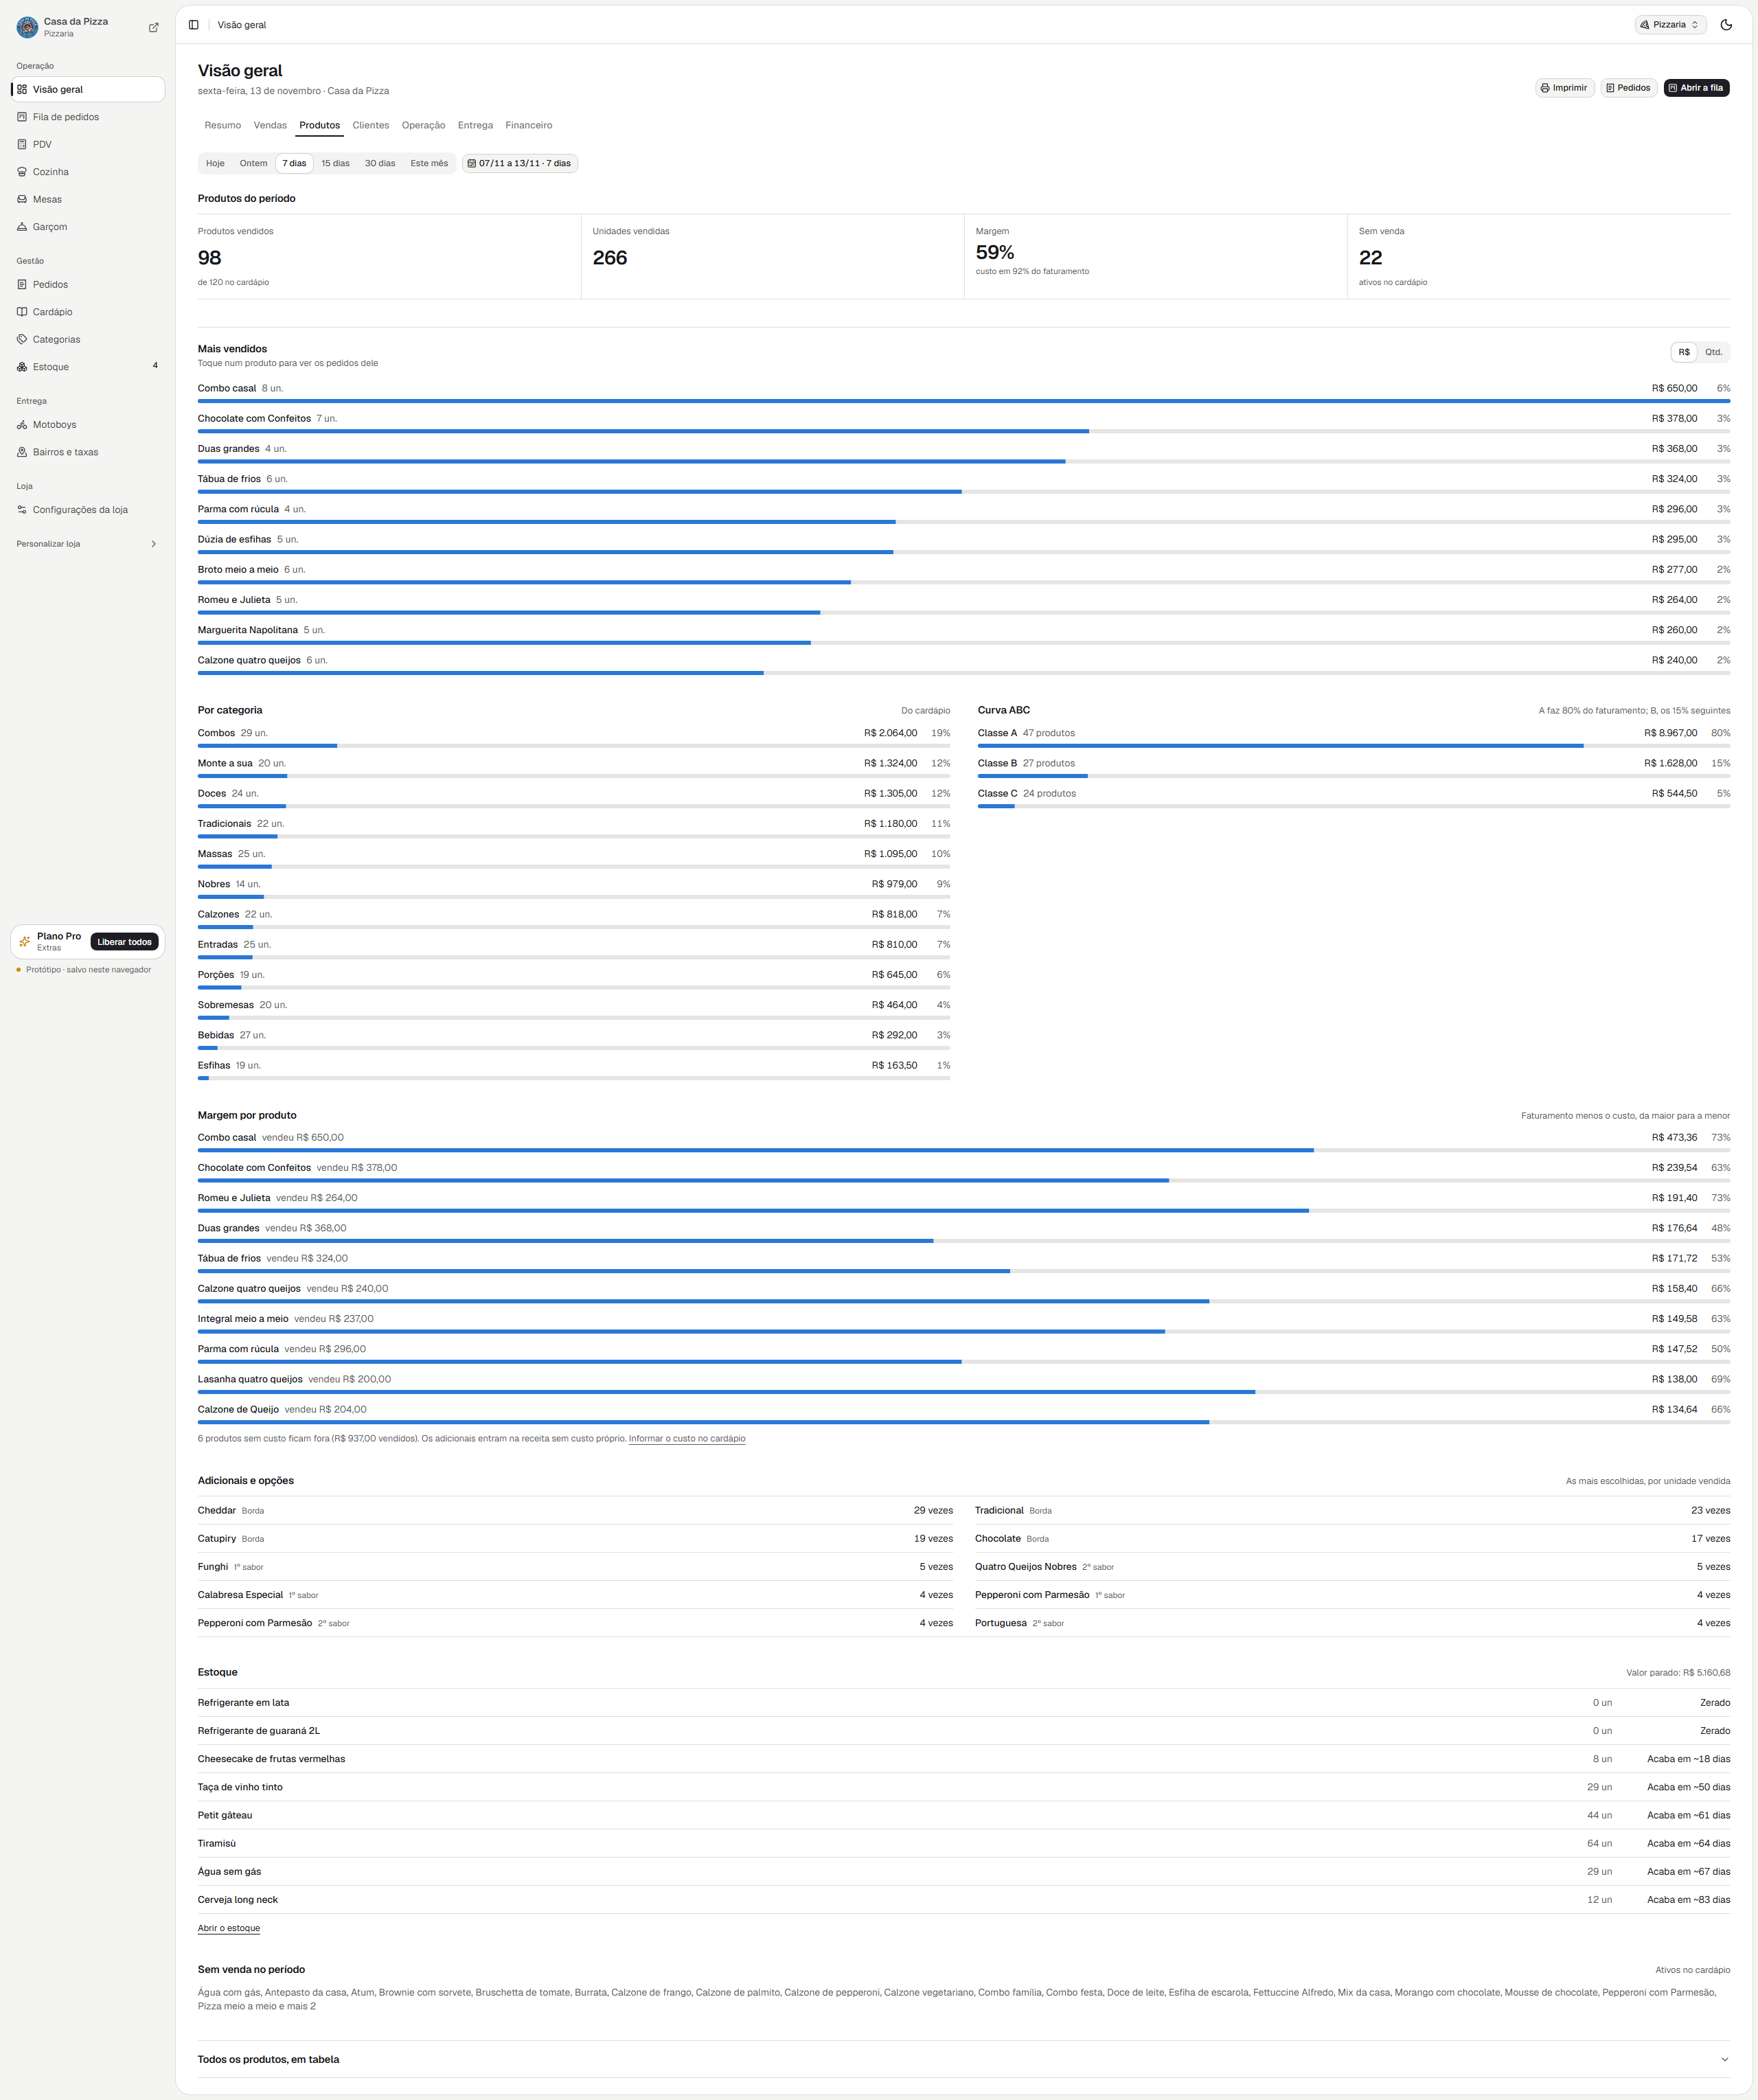 Casa da Pizza
Pizzaria
Operação
Visão geral
Fila de pedidos
PDV
Cozinha
Mesas
Garçom
Gestão
Pedidos
Cardápio
Categorias
Estoque 4
Entrega
Motoboys
Bairros e taxas
Loja
Configurações da loja
Personalizar loja
Plano Pro
Extras
Liberar todos
Protótipo · salvo neste navegador
Visão geral
Pizzaria
Visão geral
sexta-feira, 13 de novembro · Casa da Pizza
Imprimir Pedidos Abrir a fila
Resumo Vendas Produtos Clientes Operação Entrega Financeiro
Hoje Ontem 7 dias 15 dias 30 dias Este mês 07/11 a 13/11 · 7 dias
Produtos do período
Produtos vendidos
98
de 120 no cardápio
Unidades vendidas
266
Margem
59%
custo em 92% do faturamento
Sem venda
22
ativos no cardápio
Mais vendidos
Toque num produto para ver os pedidos dele
R$ Qtd.
Combo casal 8 un. R$ 650,00 6%
Chocolate com Confeitos 7 un. R$ 378,00 3%
Duas grandes 4 un. R$ 368,00 3%
Tábua de frios 6 un. R$ 324,00 3%
Parma com rúcula 4 un. R$ 296,00 3%
Dúzia de esfihas 5 un. R$ 295,00 3%
Broto meio a meio 6 un. R$ 277,00 2%
Romeu e Julieta 5 un. R$ 264,00 2%
Marguerita Napolitana 5 un. R$ 260,00 2%
Calzone quatro queijos 6 un. R$ 240,00 2%
Por categoria Do cardápio
Combos 29 un. R$ 2.064,00 19%
Monte a sua 20 un. R$ 1.324,00 12%
Doces 24 un. R$ 1.305,00 12%
Tradicionais 22 un. R$ 1.180,00 11%
Massas 25 un. R$ 1.095,00 10%
Nobres 14 un. R$ 979,00 9%
Calzones 22 un. R$ 818,00 7%
Entradas 25 un. R$ 810,00 7%
Porções 19 un. R$ 645,00 6%
Sobremesas 20 un. R$ 464,00 4%
Bebidas 27 un. R$ 292,00 3%
Esfihas 19 un. R$ 163,50 1%
Curva ABC A faz 80% do faturamento; B, os 15% seguintes
Classe A 47 produtos R$ 8.967,00 80%
Classe B 27 produtos R$ 1.628,00 15%
Classe C 24 produtos R$ 544,50 5%
Margem por produto Faturamento menos o custo, da maior para a menor
Combo casal vendeu R$ 650,00 R$ 473,36 73%
Chocolate com Confeitos vendeu R$ 378,00 R$ 239,54 63%
Romeu e Julieta vendeu R$ 264,00 R$ 191,40 73%
Duas grandes vendeu R$ 368,00 R$ 176,64 48%
Tábua de frios vendeu R$ 324,00 R$ 171,72 53%
Calzone quatro queijos vendeu R$ 240,00 R$ 158,40 66%
Integral meio a meio vendeu R$ 237,00 R$ 149,58 63%
Parma com rúcula vendeu R$ 296,00 R$ 147,52 50%
Lasanha quatro queijos vendeu R$ 200,00 R$ 138,00 69%
Calzone de Queijo vendeu R$ 204,00 R$ 134,64 66%
6 produtos sem custo ficam fora (R$ 937,00 vendidos). Os adicionais entram na receita sem custo próprio. Informar o custo no cardápio
Adicionais e opções As mais escolhidas, por unidade vendida
Cheddar Borda 29 vezes Tradicional Borda 23 vezes
Catupiry Borda 19 vezes Chocolate Borda 17 vezes
Funghi 1º sabor 5 vezes Quatro Queijos Nobres 2º sabor 5 vezes
Calabresa Especial 1º sabor 4 vezes Pepperoni com Parmesão 1º sabor 4 vezes
Pepperoni com Parmesão 2º sabor 4 vezes Portuguesa 2º sabor 4 vezes
Estoque Valor parado: R$ 5.160,68
Refrigerante em lata 0 un Zerado
Refrigerante de guaraná 2L 0 un Zerado
Cheesecake de frutas vermelhas 8 un Acaba em ~18 dias
Taça de vinho tinto 29 un Acaba em ~50 dias
Petit gâteau 44 un Acaba em ~61 dias
Tiramisù 64 un Acaba em ~64 dias
Água sem gás 29 un Acaba em ~67 dias
Cerveja long neck 12 un Acaba em ~83 dias
Abrir o estoque
Sem venda no período Ativos no cardápio
Água com gás, Antepasto da casa, Atum, Brownie com sorvete, Bruschetta de tomate, Burrata, Calzone de frango, Calzone de palmito, Calzone de pepperoni, Calzone vegetariano, Combo família, Combo festa, Doce de leite, Esfiha de escarola, Fettuccine Alfredo, Mix da casa, Morango com chocolate, Mousse de chocolate, Pepperoni com Parmesão,
Pizza meio a meio e mais 2
Todos os produtos, em tabela